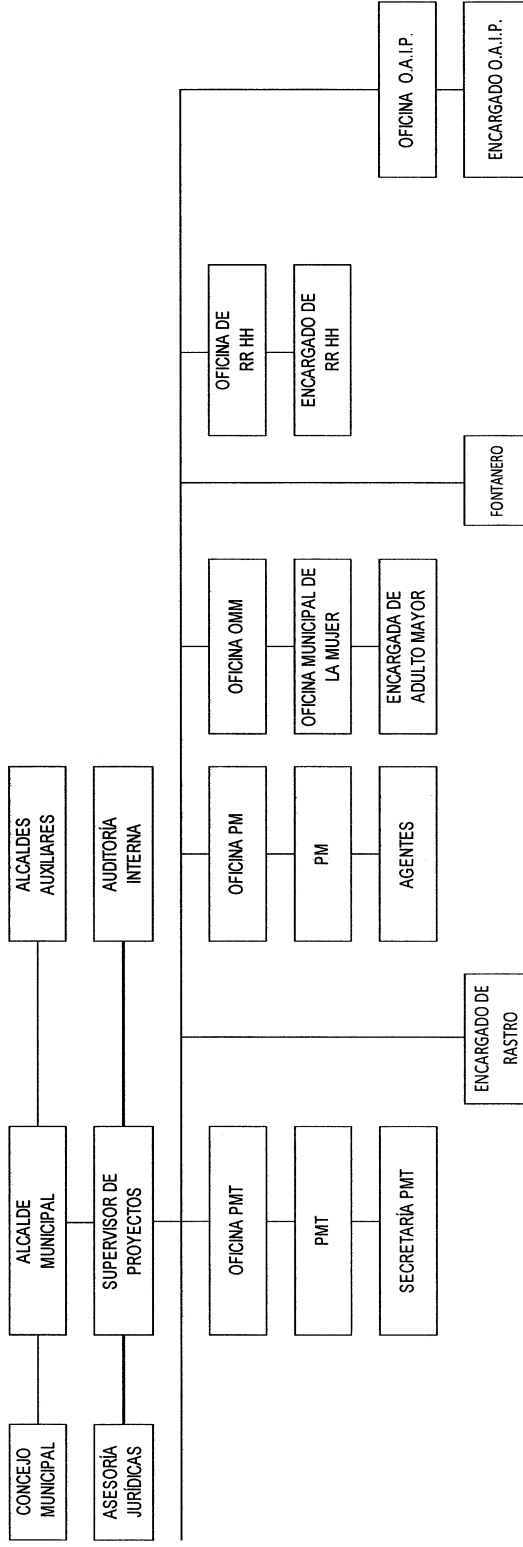 CONCEJO
MUNICIPAL
ALCALDE
MUNICIPAL
ALCALDES
AUXILIARES
ASESORÍA
JURÍDICAS
SUPERVISOR DE
PROYECTOS
AUDITORÍA
INTERNA
OFICINA PMT
PMT
SECRETARÍA PMT
ENCARGADO DE
RASTRO
OFICINA PM
PM
AGENTES
OFICINA OMM
OFICINA MUNICIPAL DE
LA MUJER
ENCARGADA DE
ADULTO MAYOR
FONTANERO
OFICINA DE
RR HH
ENCARGADO DE
RR HH
OFICINA O.A.I.P.
ENCARGADO O.A.I.P.